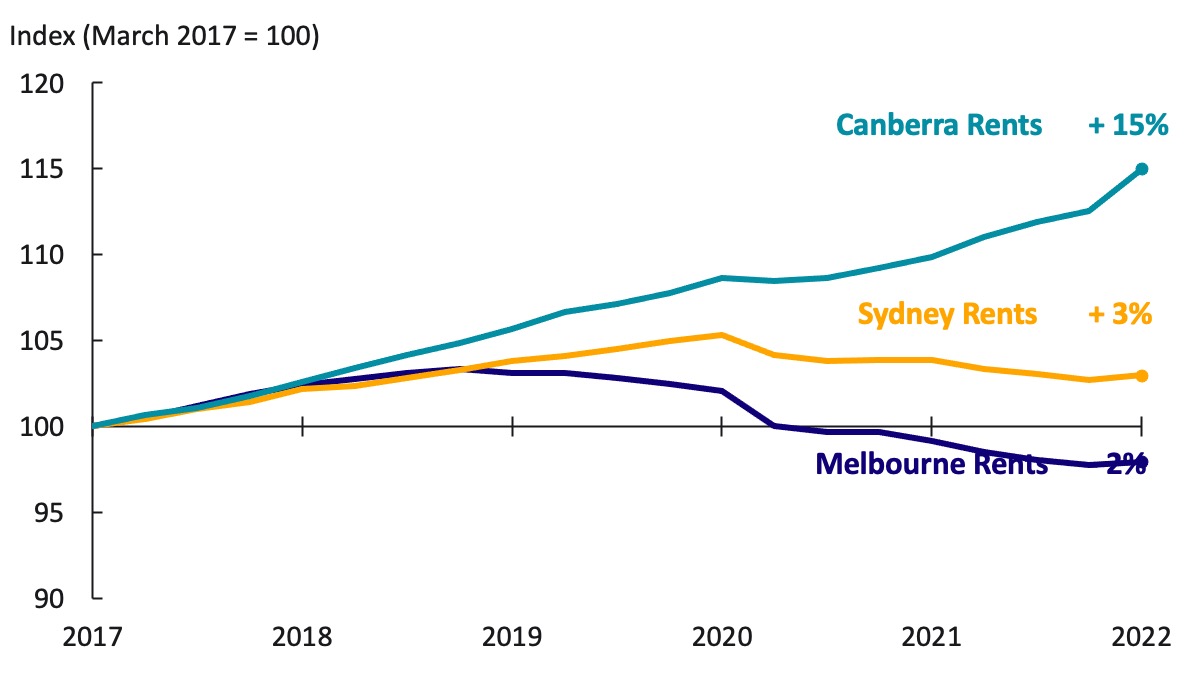 Index (March 2017 = 100)
120
Canberra Rents + 15%
115
110
Sydney Rents + 3%
105
100
Melbourne Rents 2%
95
90
2017 2018 2019 2020 2021 2022